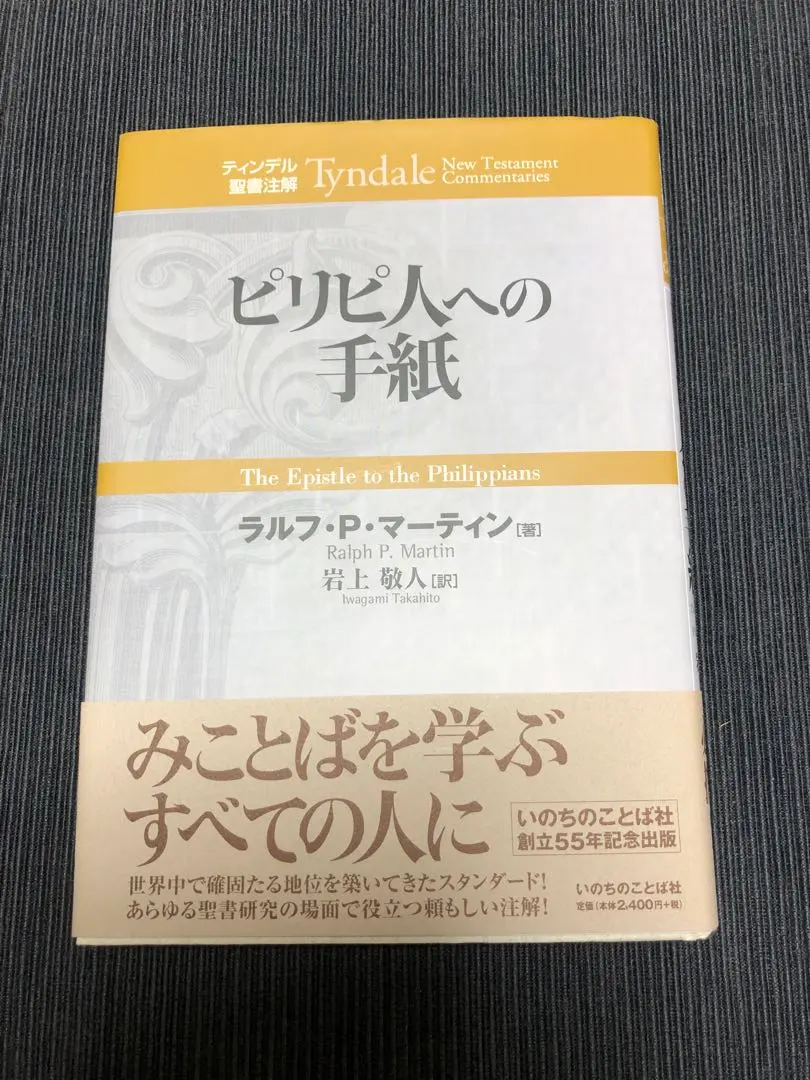 ティンデル
聖書注解
Tyndale
New Testament
Commentaries
ピリピ人への
手紙
The Epistle to the Philippians
ラルフ・P・マーティン[著]
Ralph P. Martin
岩上 敬人[訳]
Iwagami Takahito
みことばを学ぶ
すべての人に
いのちのことば社
創立55年記念出版
世界中で確固たる地位を築いてきたスタンダード!
あらゆる聖書研究の場面で役立つ頼もしい注解!
いのちのことば社
定価(本体2,400円+税)